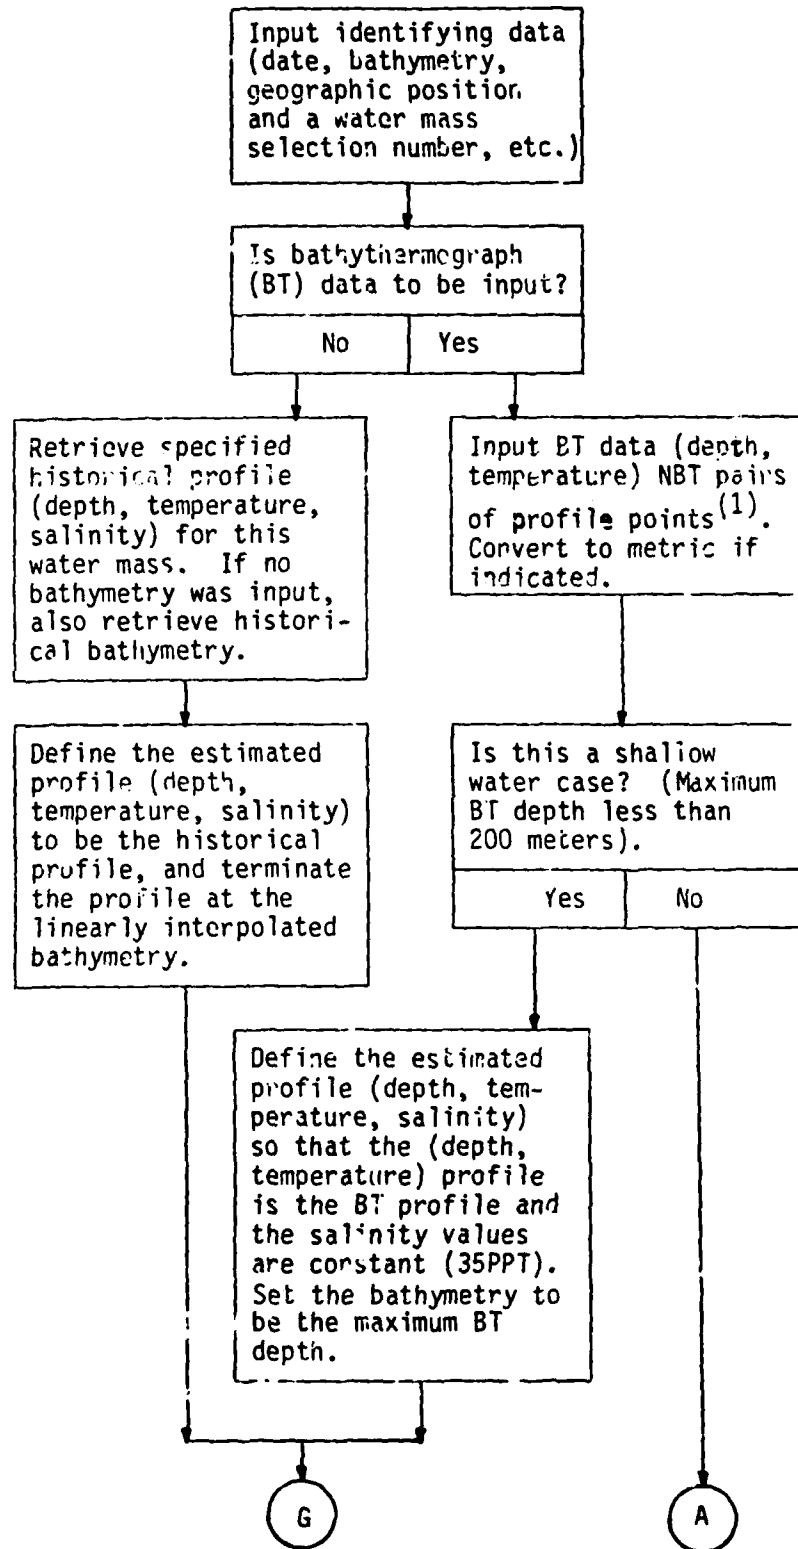 Input identifying data
(date, bathymetry,
geographic position
and a water mass
selection number, etc.)
Is bathythermograph
(BT) data to be input?
No
Yes
Retrieve specified
historical profile
(depth, temperature,
salinity) for this
water mass. If no
bathymetry was input,
also retrieve histori-
cal bathymetry.
Input BT data (depth,
temperature) NBT pairs
of profile points(1).
Convert to metric if
indicated.
Define the estimated
profile (depth,
temperature, salinity)
to be the historical
profile, and terminate
the profile at the
linearly interpolated
bathymetry.
Is this a shallow
water case? (Maximum
BT depth less than
200 meters).
Yes
No
Define the estimated
profile (depth, tem-
perature, salinity)
so that the (depth,
temperature) profile
is the BT profile and
the salinity values
are constant (35PPT).
Set the bathymetry to
be the maximum BT
depth.
G
A